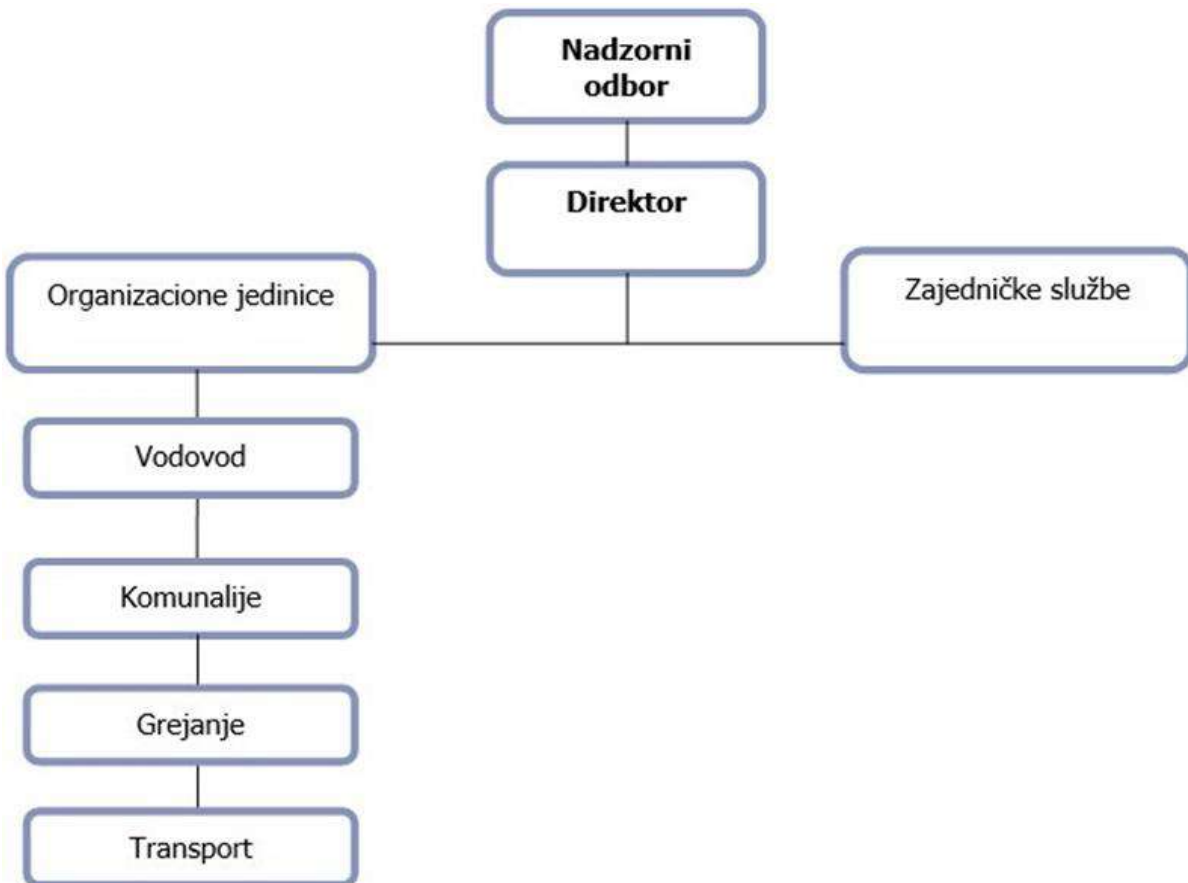 Nadzorni
odbor
Direktor
Organizacione jedinice
Zajedničke službe
Vodovod
Komunalije
Grejanje
Transport